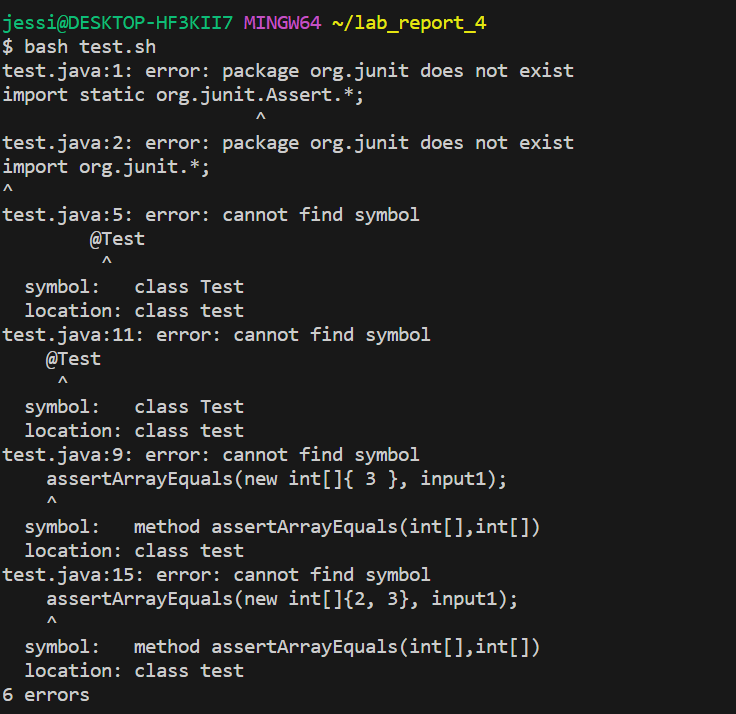 jessi@DESKTOP-HF3KII7 MINGW64 ~/lab_report_4
$ bash test.sh
test.java:1: error: package org.junit does not exist
import static org.junit.Assert.*;
                       ^
test.java:2: error: package org.junit does not exist
import org.junit.*;
^
test.java:5: error: cannot find symbol
        @Test
         ^
  symbol:   class Test
  location: class test
test.java:11: error: cannot find symbol
    @Test
     ^
  symbol:   class Test
  location: class test
test.java:9: error: cannot find symbol
    assertArrayEquals(new int[]{ 3 }, input1);
    ^
  symbol:   method assertArrayEquals(int[],int[])
  location: class test
test.java:15: error: cannot find symbol
    assertArrayEquals(new int[]{2, 3}, input1);
    ^
  symbol:   method assertArrayEquals(int[],int[])
  location: class test
6 errors